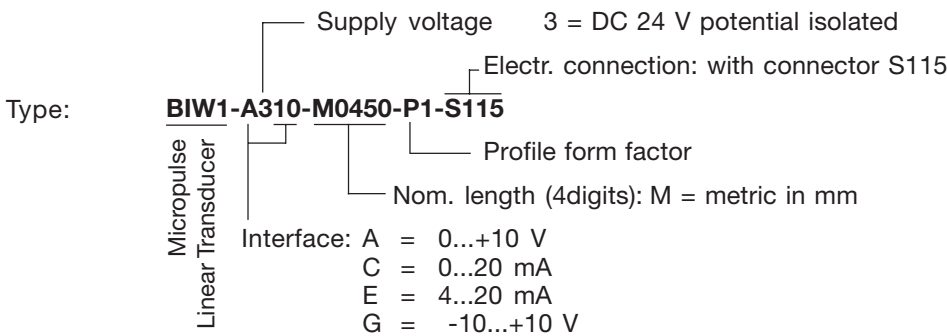 Supply voltage 3 = DC 24 V potential isolated
Electr. connection: with connector S115
Type: BIW1-A310-M0450-P1-S115
Profile form factor
Nom. length (4digits): M = metric in mm
Micropulse
Linear Transducer
Interface: A = 0...+10 V
C = 0...20 mA
E = 4...20 mA
G = -10...+10 V